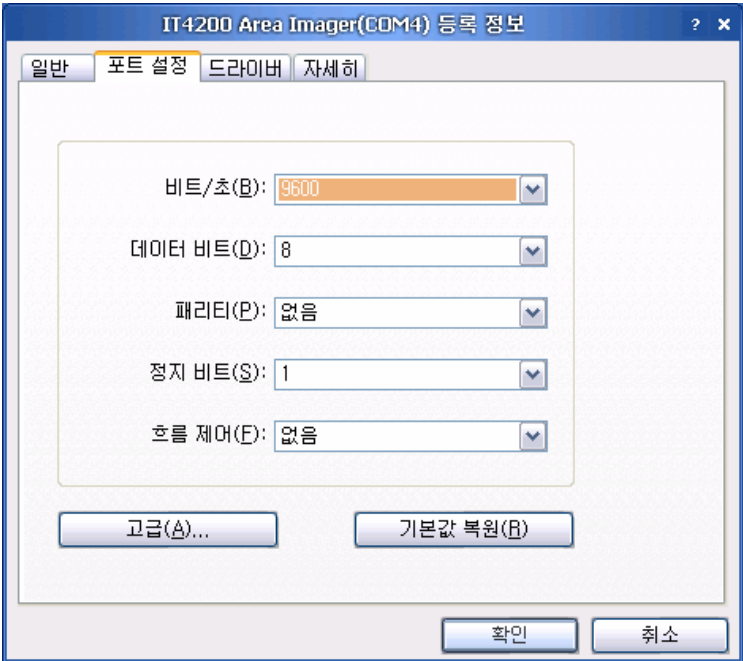 IT4200 Area Imager(COM4) 등록 정보
일반 포트 설정 드라이버 자세히
비트/초(B): 9600
데이터 비트(D): 8
패리티(P): 없음
정지 비트(S): 1
흐름 제어(F): 없음
고급(A)... 기본값 복원(R)
확인 취소